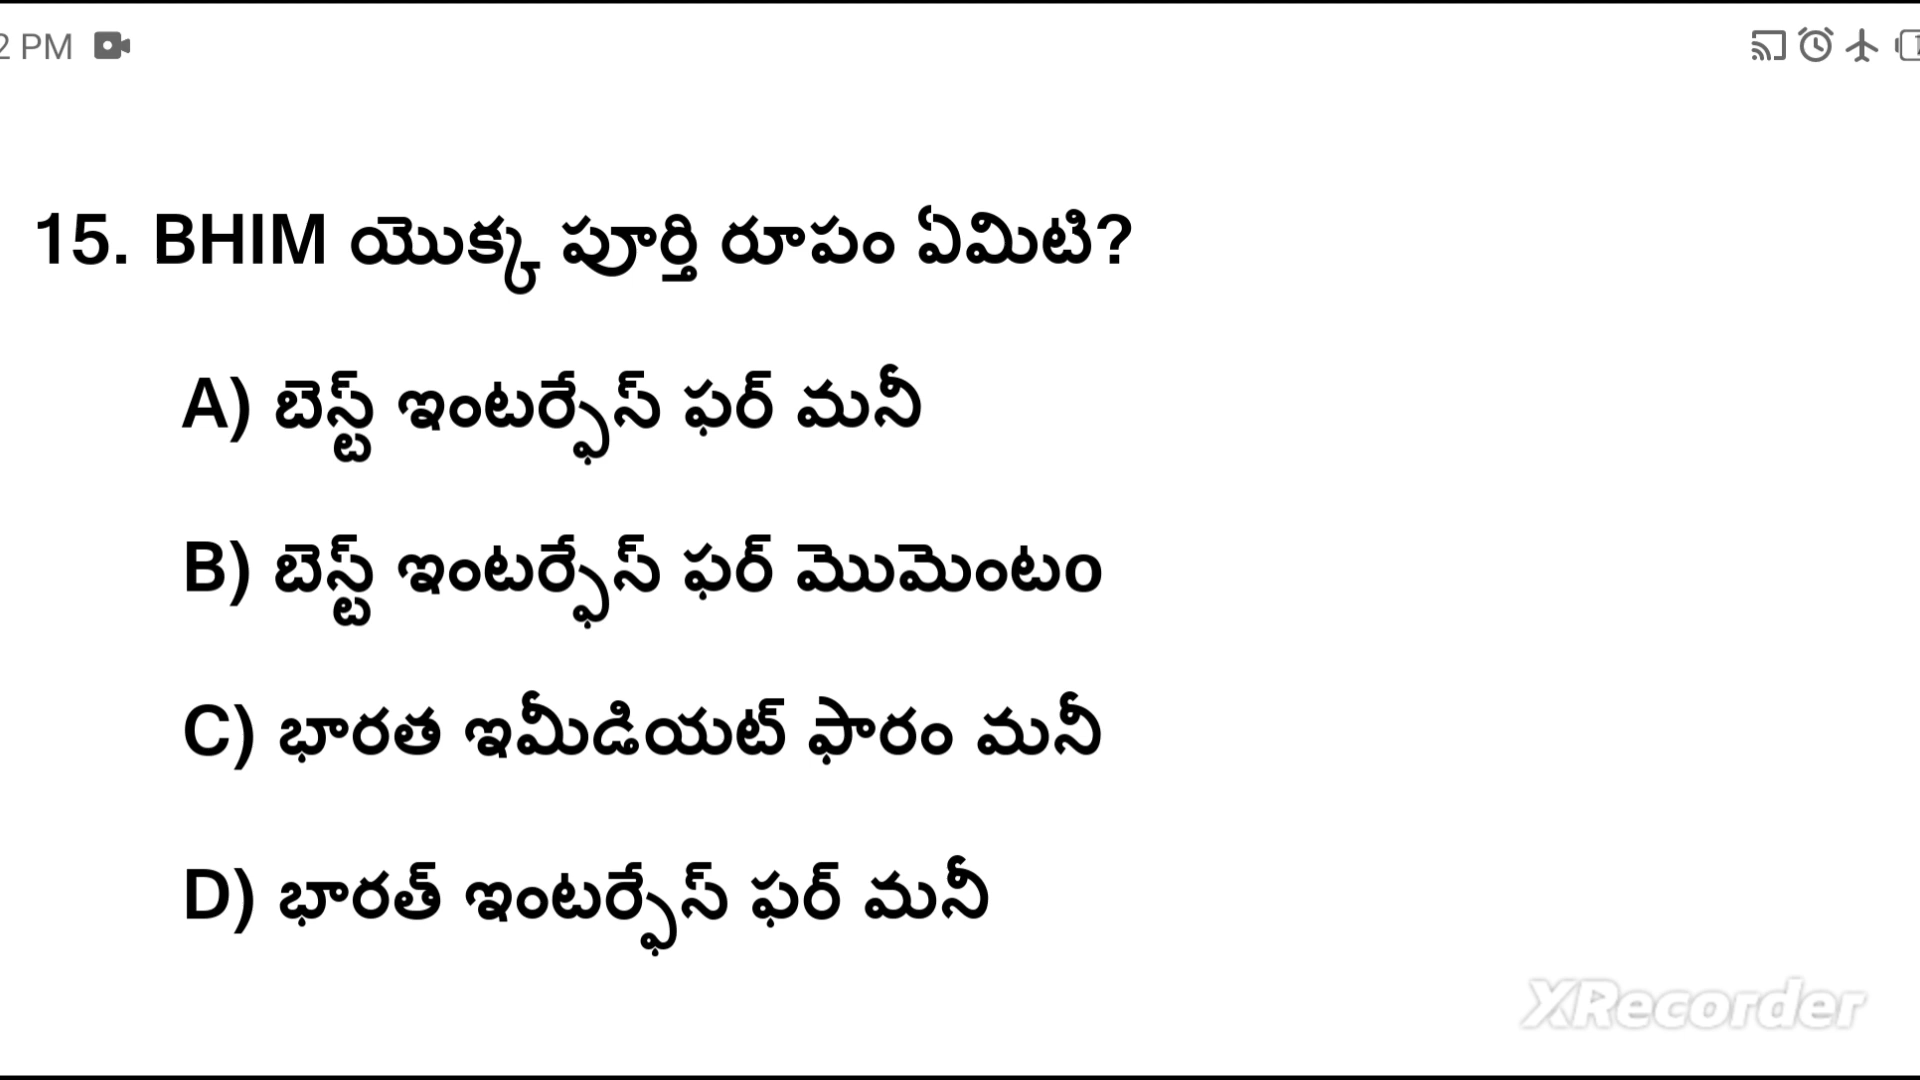 2 PM
15. BHIM యొక్క పూర్తి రూపం ఏమిటి?
A) బెస్ట్ ఇంటర్ఫేస్ ఫర్ మనీ
B) బెస్ట్ ఇంటర్ఫేస్ ఫర్ మొమెంటం
C) భారత ఇమీడియట్ ఫారం మనీ
D) భారత్ ఇంటర్ఫేస్ ఫర్ మనీ
XRecorder